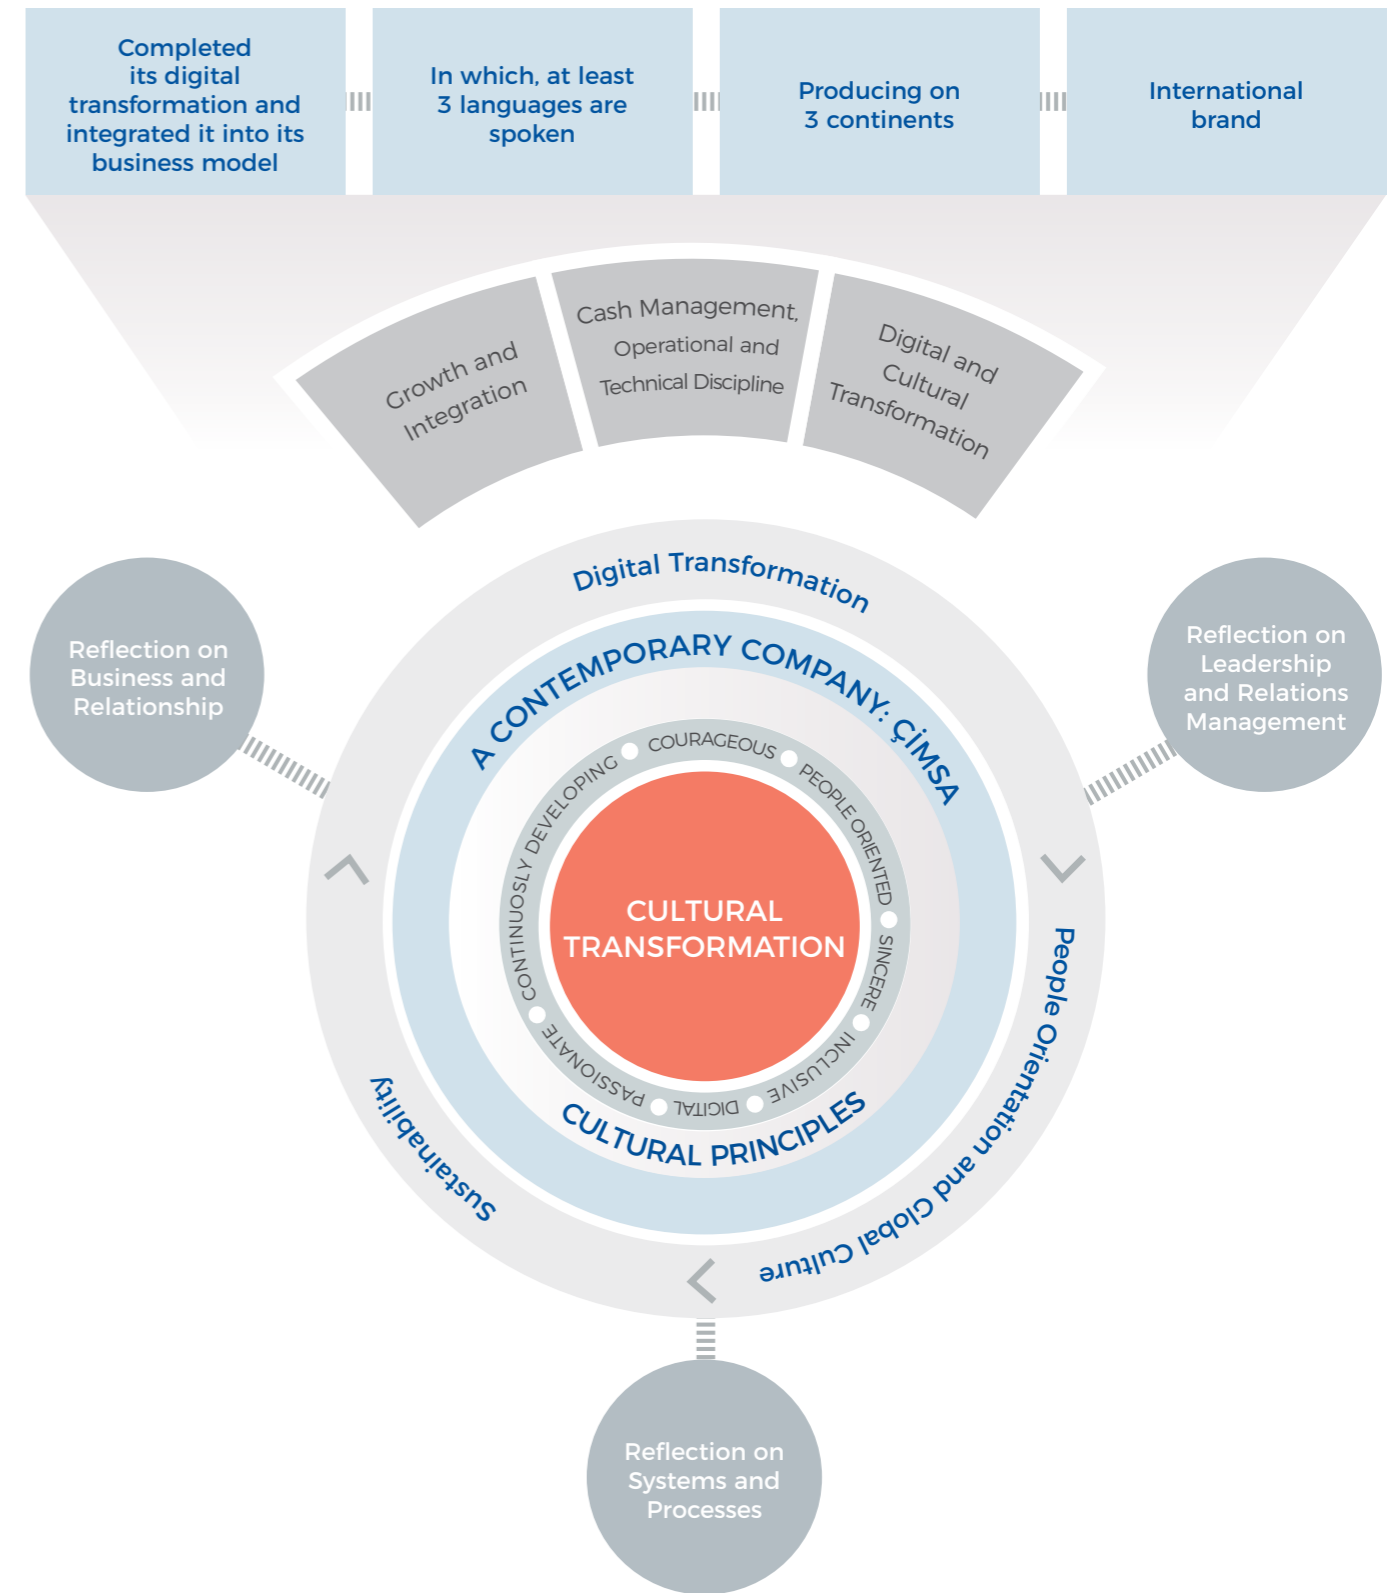 Completed
its digital
transformation and
integrated it into its
business model
In which, at least
3 languages are
spoken
Producing on
3 continents
International
brand
Growth and
Integration
Cash Management,
Operational and
Technical Discipline
Digital and
Cultural
Transformation
Digital Transformation
Reflection on
Business and
Relationship
Reflection on
Leadership
and Relations
Management
A CONTEMPORARY COMPANY: ÇİMSA
COURAGEOUS
PEOPLE ORIENTED
SINCERE
INCLUSIVE
DIGITAL
PASSIONATE
CONTINUOSLY DEVELOPING
CULTURAL
TRANSFORMATION
CULTURAL PRINCIPLES
People Orientation and Global Culture
Sustainability
Reflection on
Systems and
Processes